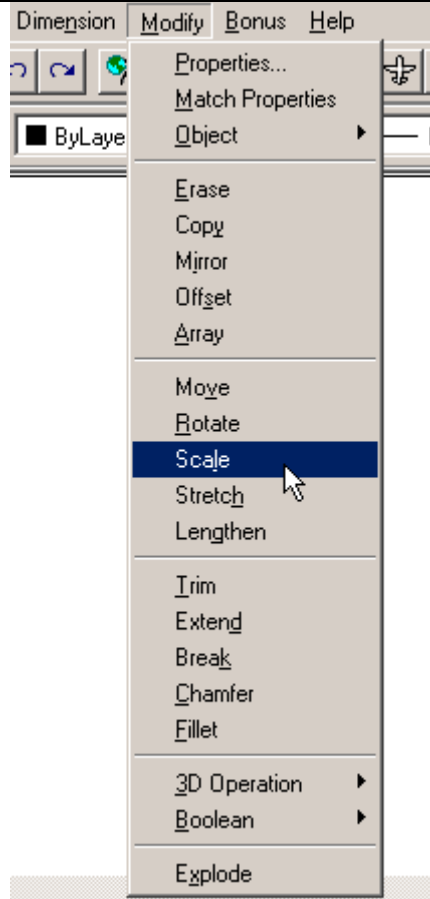 Dimension Modify Bonus Help
Properties...
Match Properties
ByLaye
Object
Erase
Copy
Mirror
Offset
Array
Move
Rotate
Scale
Stretch
Lengthen
Trim
Extend
Break
Chamfer
Fillet
3D Operation
Boolean
Explode